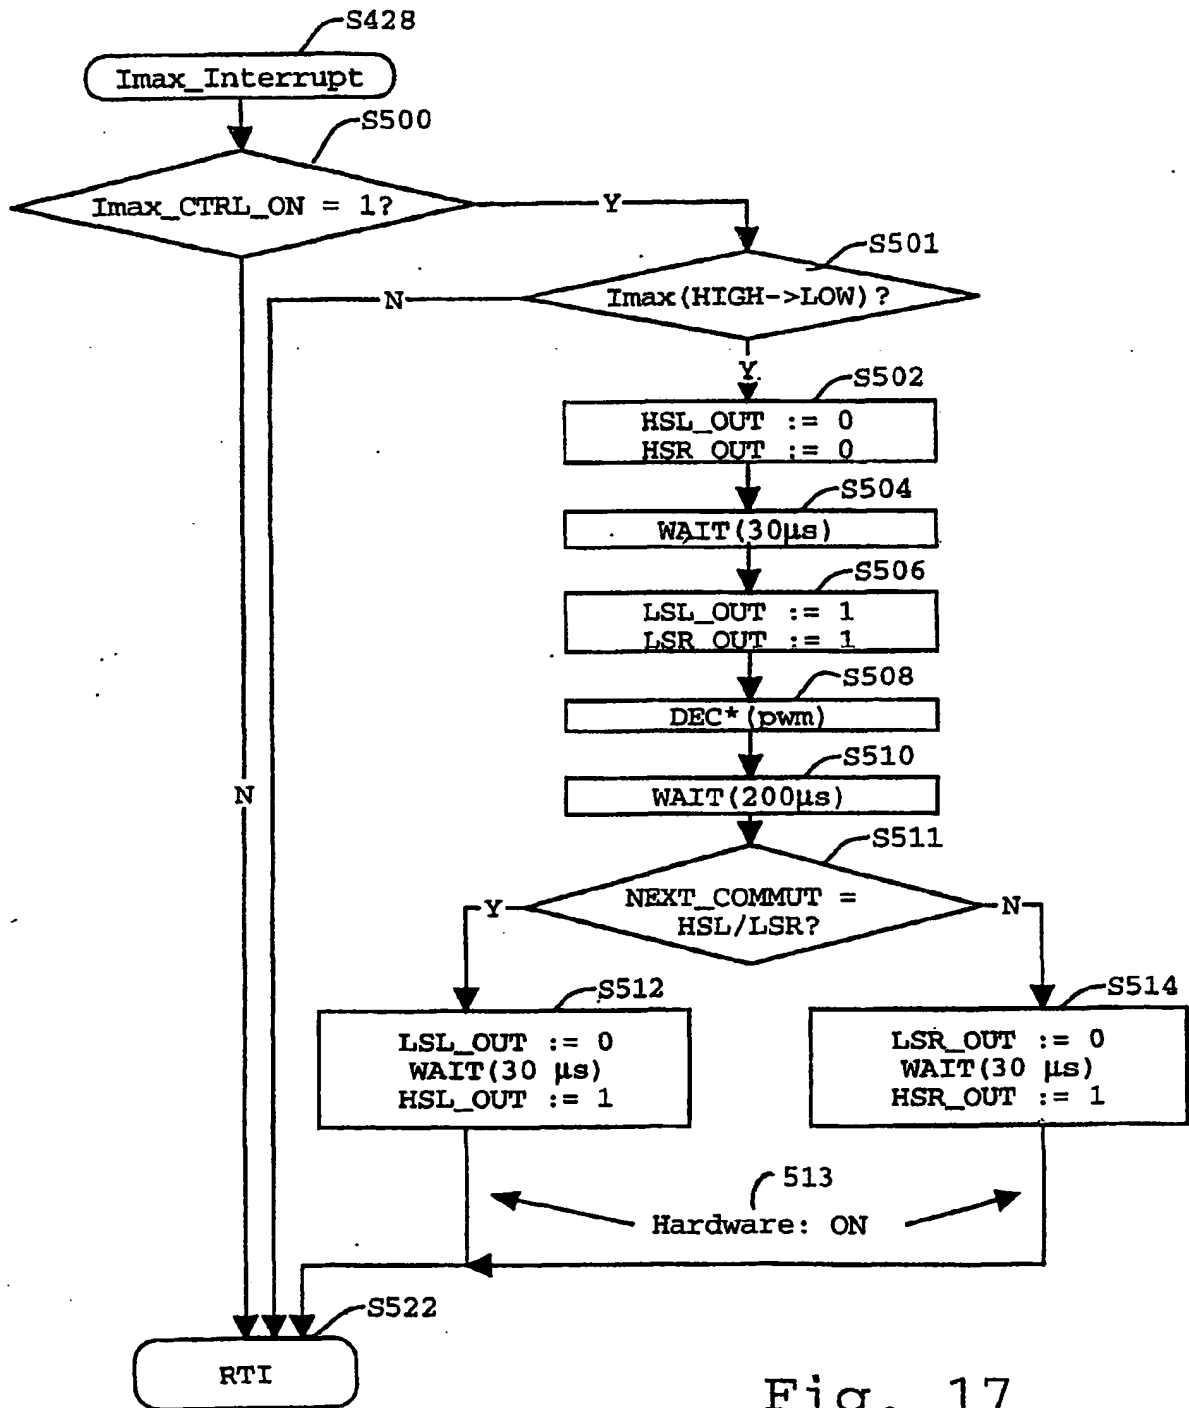 S428
Imax_Interrupt
S500
Imax_CTRL_ON = 1?
Y
S501
Imax(HIGH->LOW)?
N
Y
S502
HSL_OUT := 0
HSR_OUT := 0
S504
WAIT(30µs)
S506
LSL_OUT := 1
LSR_OUT := 1
S508
DEC*(pwm)
S510
WAIT(200µs)
N
S511
NEXT_COMMUT =
HSL/LSR?
Y
N
S512
LSL_OUT := 0
WAIT(30 µs)
HSL_OUT := 1
S514
LSR_OUT := 0
WAIT(30 µs)
HSR_OUT := 1
513
Hardware: ON
S522
RTI
Fig. 17